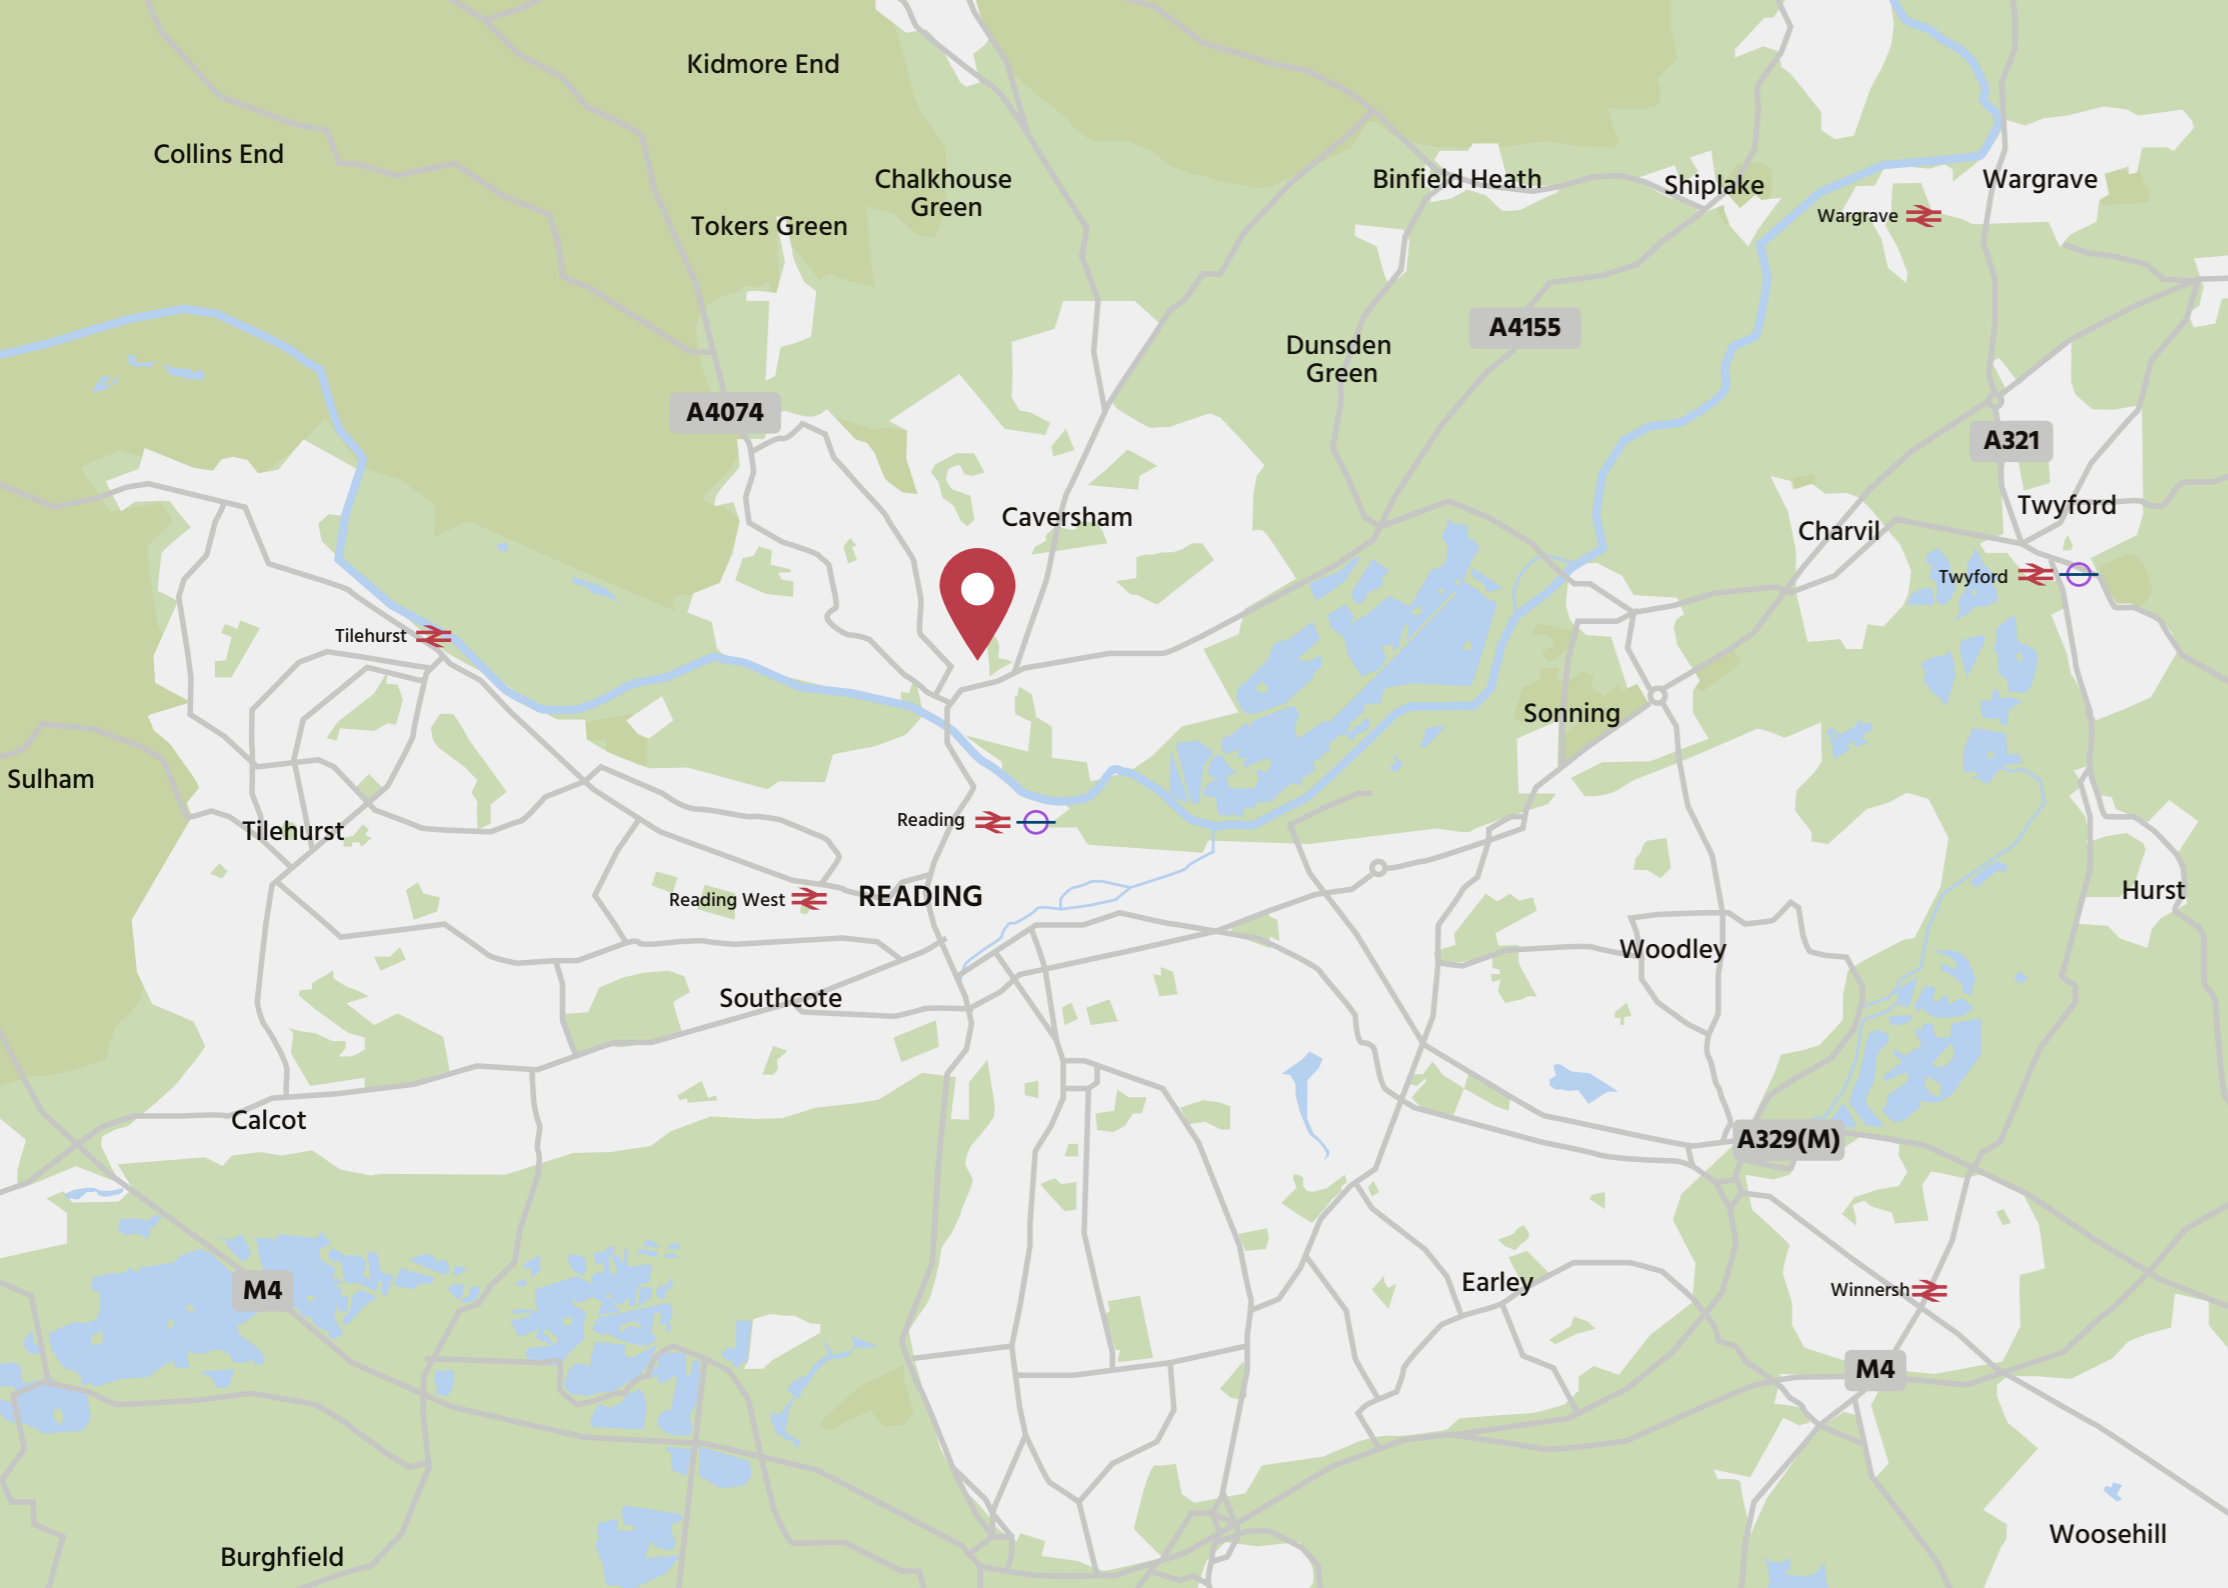 Kidmore End
Collins End
Chalkhouse
Green
Binfield Heath
Shiplake
Wargrave
Wargrave
Tokers Green
A4155
Dunsden
Green
A4074
A321
Twyford
Caversham
Charvil
Twyford
Tilehurst
Sonning
Sulham
Reading
Tilehurst
Reading West
READING
Hurst
Woodley
Southcote
Calcot
A329(M)
Earley
M4
Winnersh
M4
Woosehill
Burghfield